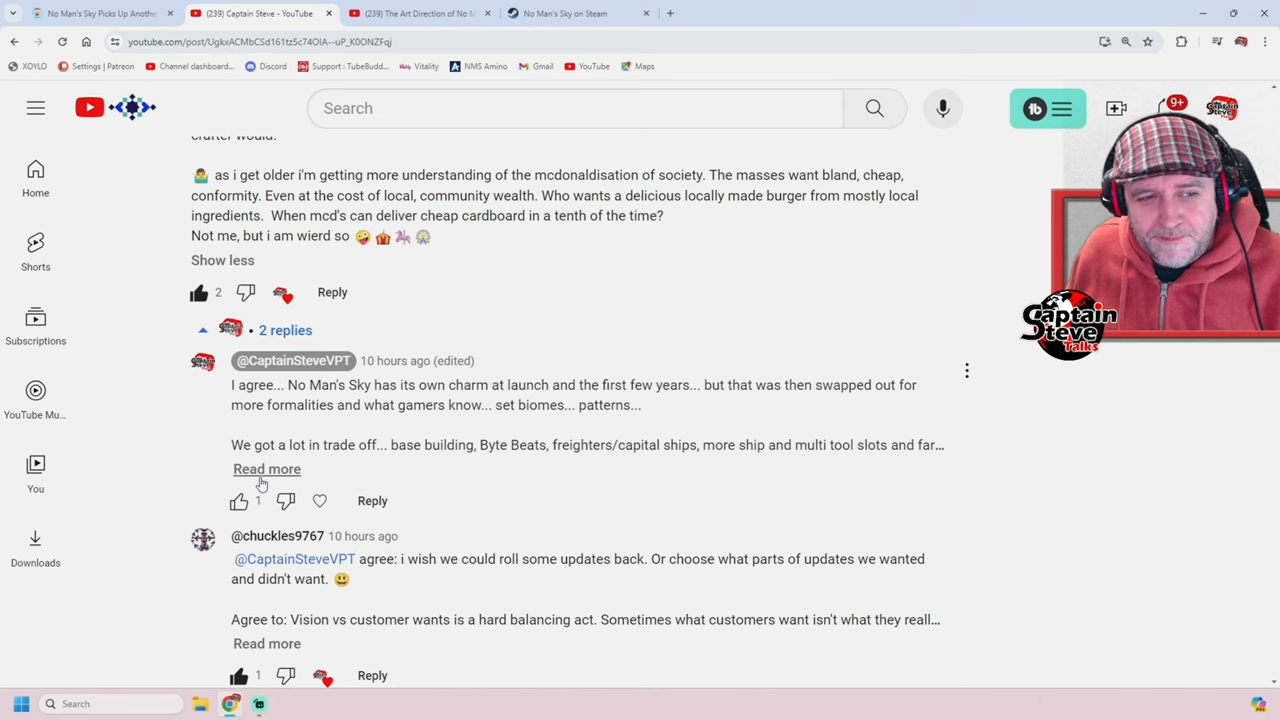 No Man's Sky Picks Up Anothe
(239) Captain Steve - YouTube
(239) The Art Direction of No M
No Man's Sky on Steam
youtube.com/post/UgkxACMbCSd161tz5c74OIA--uP_K0ONZFqj
XOYLO
Settings | Patreon
Channel dashboard...
Discord
Support : TubeBudd...
Vitality
NMS Amino
Gmail
YouTube
Maps
Search
9+
Home
Shorts
Subscriptions
YouTube Mu...
You
Downloads
crafter would.
as i get older i'm getting more understanding of the mcdonaldisation of society. The masses want bland, cheap,
conformity. Even at the cost of local, community wealth. Who wants a delicious locally made burger from mostly local
ingredients. When mcd's can deliver cheap cardboard in a tenth of the time?
Not me, but i am wierd so
Show less
2
Reply
2 replies
@CaptainSteveVPT 10 hours ago (edited)
I agree... No Man's Sky has its own charm at launch and the first few years... but that was then swapped out for
more formalities and what gamers know... set biomes... patterns...
We got a lot in trade off... base building, Byte Beats, freighters/capital ships, more ship and multi tool slots and far...
Read more
1
Reply
@chuckles9767 10 hours ago
@CaptainSteveVPT agree: i wish we could roll some updates back. Or choose what parts of updates we wanted
and didn't want.
Agree to: Vision vs customer wants is a hard balancing act. Sometimes what customers want isn't what they reall...
Read more
1
Reply
Captain
Steve
Talks
Search